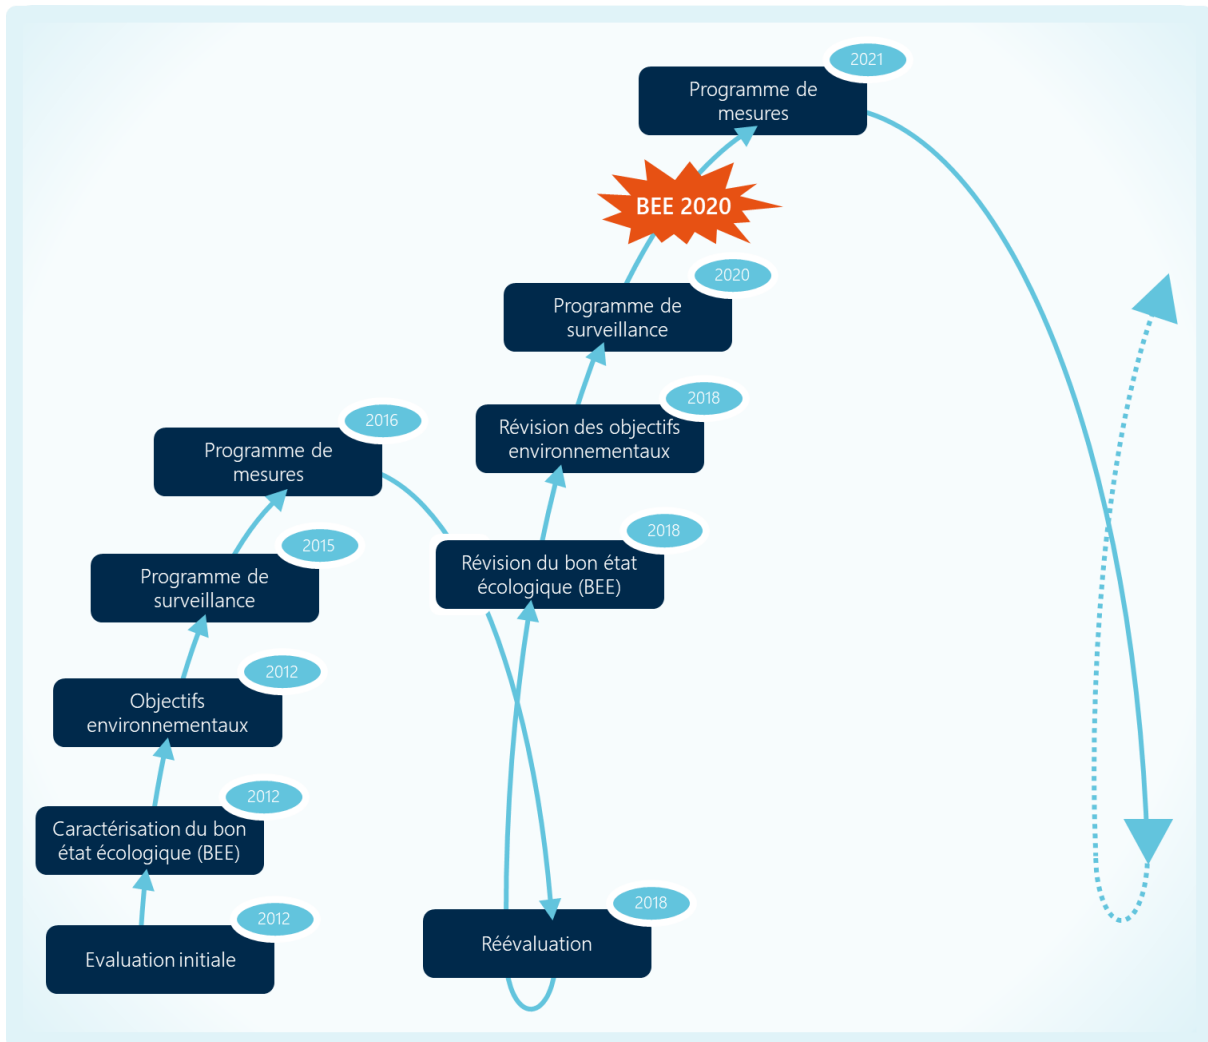 2021
Programme de
mesures
BEE 2020
2020
Programme de
surveillance
2018
Révision des objectifs
environnementaux
2018
Révision du bon état
écologique (BEE)
2018
Réévaluation
2016
Programme de
mesures
2015
Programme de
surveillance
2012
Objectifs
environnementaux
2012
Caractérisation du bon
état écologique (BEE)
2012
Evaluation initiale